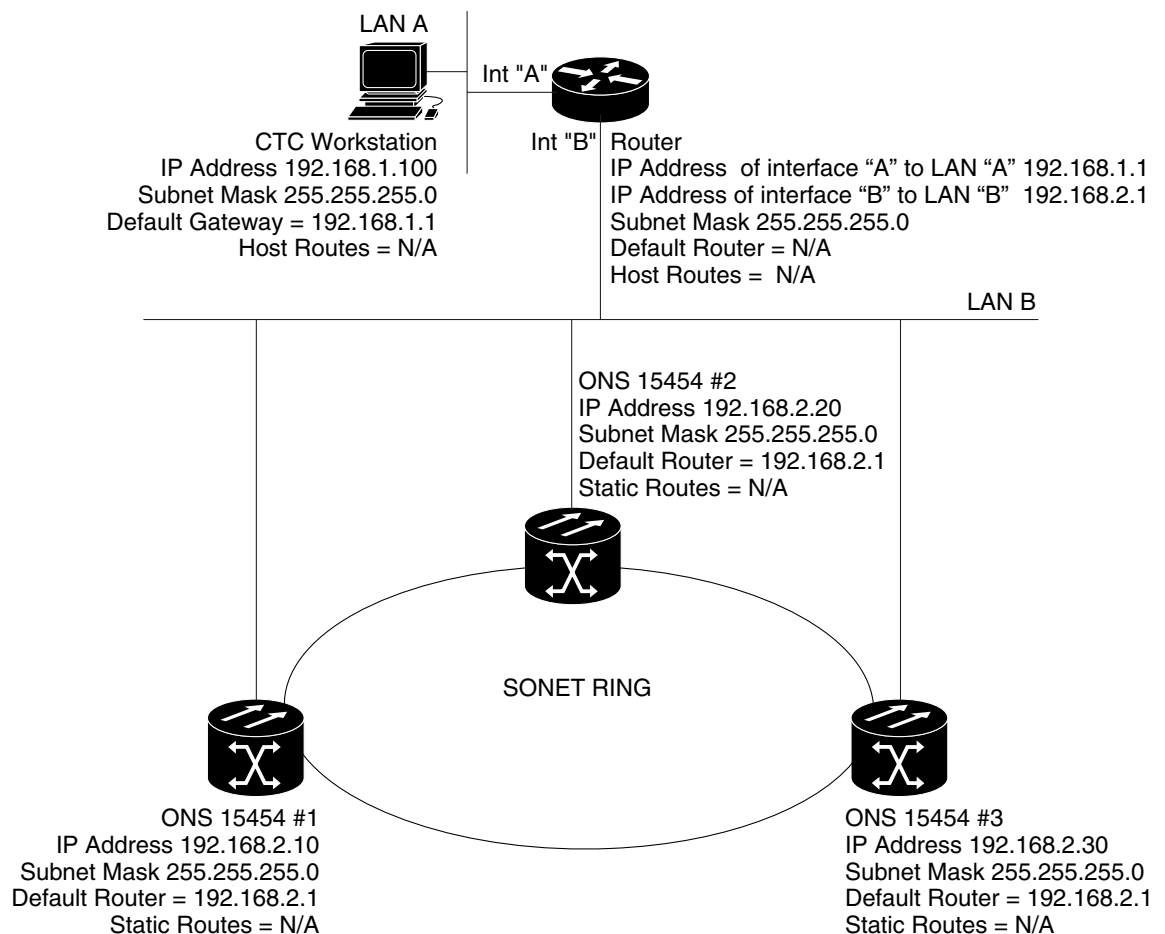 LAN A
Int "A"
CTC Workstation
IP Address 192.168.1.100
Subnet Mask 255.255.255.0
Default Gateway = 192.168.1.1
Host Routes = N/A
Int "B"
Router
IP Address of interface “A” to LAN “A” 192.168.1.1
IP Address of interface “B” to LAN “B” 192.168.2.1
Subnet Mask 255.255.255.0
Default Router = N/A
Host Routes = N/A
LAN B
ONS 15454 #2
IP Address 192.168.2.20
Subnet Mask 255.255.255.0
Default Router = 192.168.2.1
Static Routes = N/A
SONET RING
ONS 15454 #1
IP Address 192.168.2.10
Subnet Mask 255.255.255.0
Default Router = 192.168.2.1
Static Routes = N/A
ONS 15454 #3
IP Address 192.168.2.30
Subnet Mask 255.255.255.0
Default Router = 192.168.2.1
Static Routes = N/A